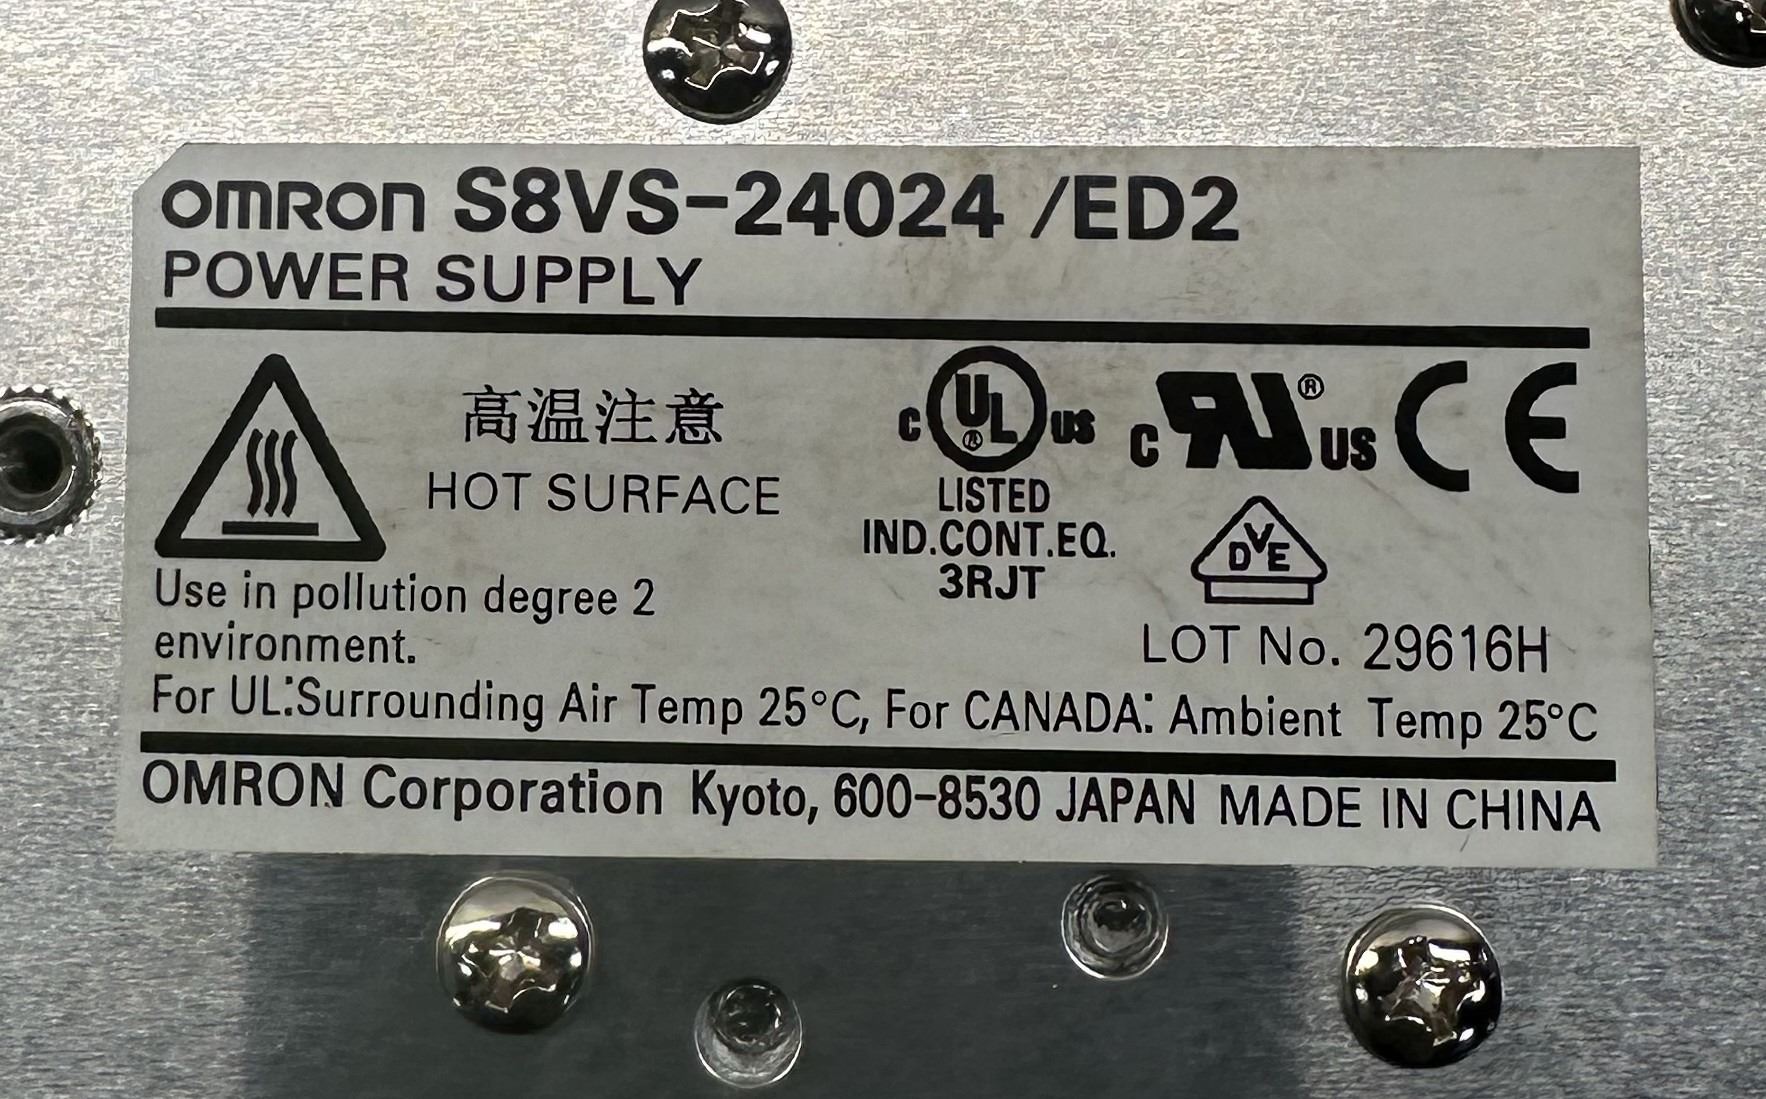 OMRON S8VS-24024 /ED2
POWER SUPPLY
高温注意
HOT SURFACE
C UL® US
LISTED
IND.CONT.EQ.
3RJT
C RU® US
CE
DVE
Use in pollution degree 2
environment.
LOT No. 29616H
For UL:Surrounding Air Temp 25°C, For CANADA: Ambient Temp 25°C
OMRON Corporation Kyoto, 600-8530 JAPAN MADE IN CHINA